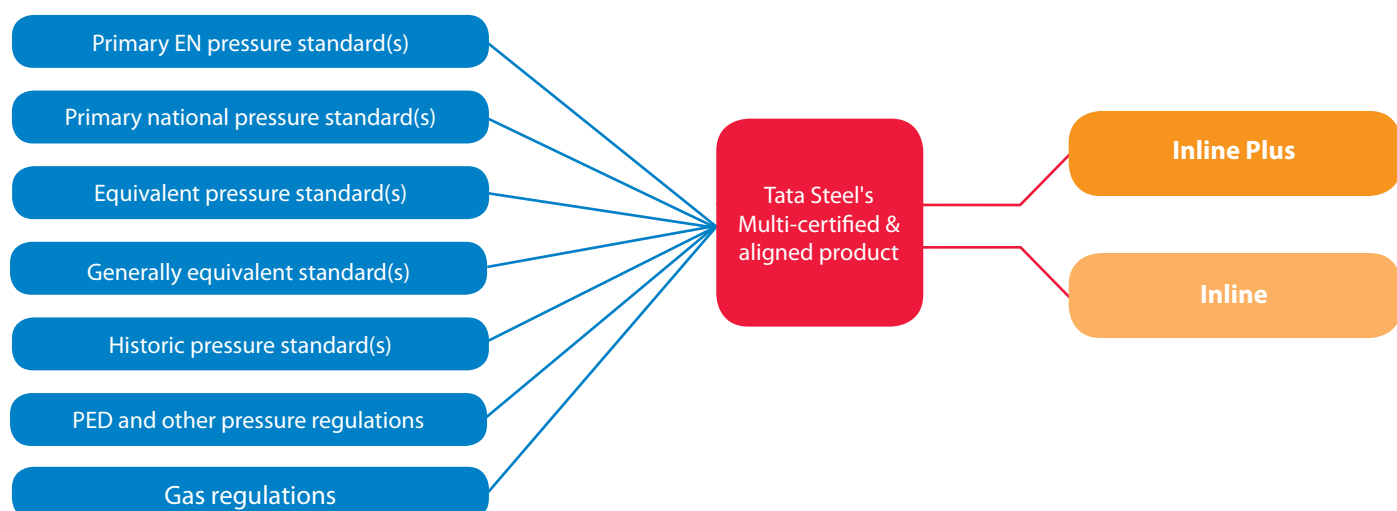 Primary EN pressure standard(s)
Primary national pressure standard(s)
Equivalent pressure standard(s)
Generally equivalent standard(s)
Historic pressure standard(s)
PED and other pressure regulations
Gas regulations
Tata Steel's
Multi-certified &
aligned product
Inline Plus
Inline